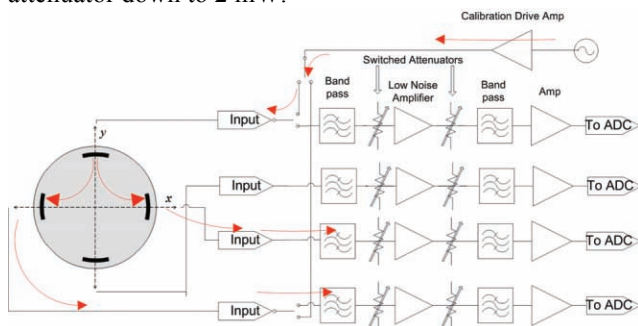 attenuator down to 2 mW.
Calibration Drive Amp
Switched Attenuators
Band
pass
Low Noise
Amplifier
Band
pass
Amp
Input
To ADC
y
x
Input
To ADC
Input
To ADC
Input
To ADC